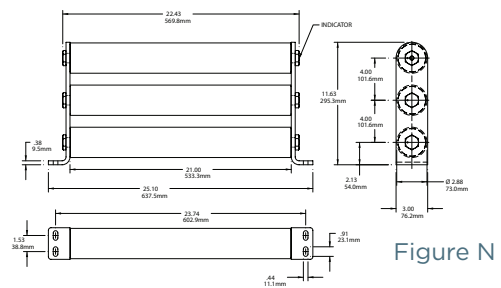 22.43
569.8mm
INDICATOR
11.63
295.3mm
4.00
101.6mm
4.00
101.6mm
.38
9.5mm
21.00
533.3mm
2.13
54.0mm
Ø 2.88
73.0mm
25.10
637.5mm
3.00
76.2mm
23.74
602.9mm
1.53
38.8mm
.91
23.1mm
.44
11.1mm
Figure N